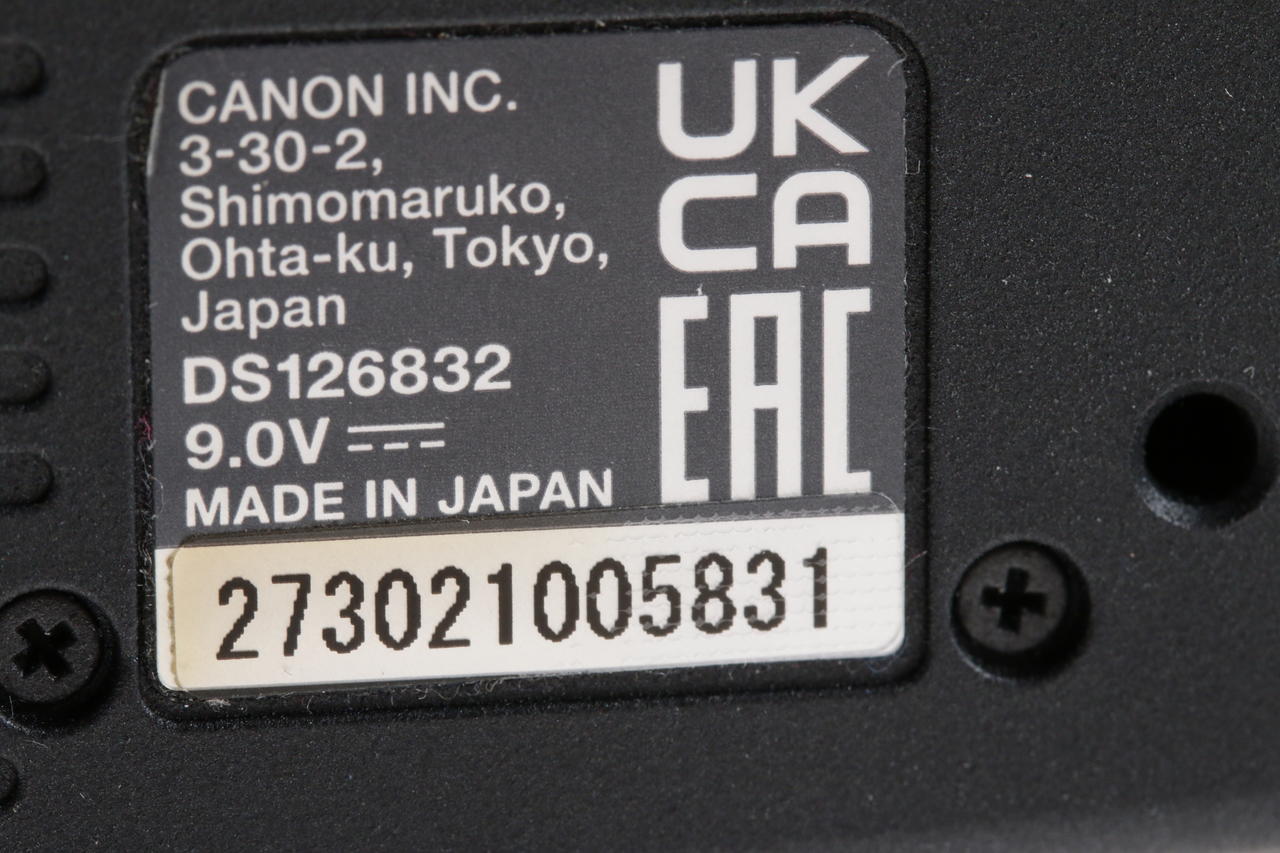 CANON INC.
3-30-2,
Shimomaruko,
Ohta-ku, Tokyo,
Japan
DS126832
9.0V
MADE IN JAPAN
UK
CA
EAC
273021005831